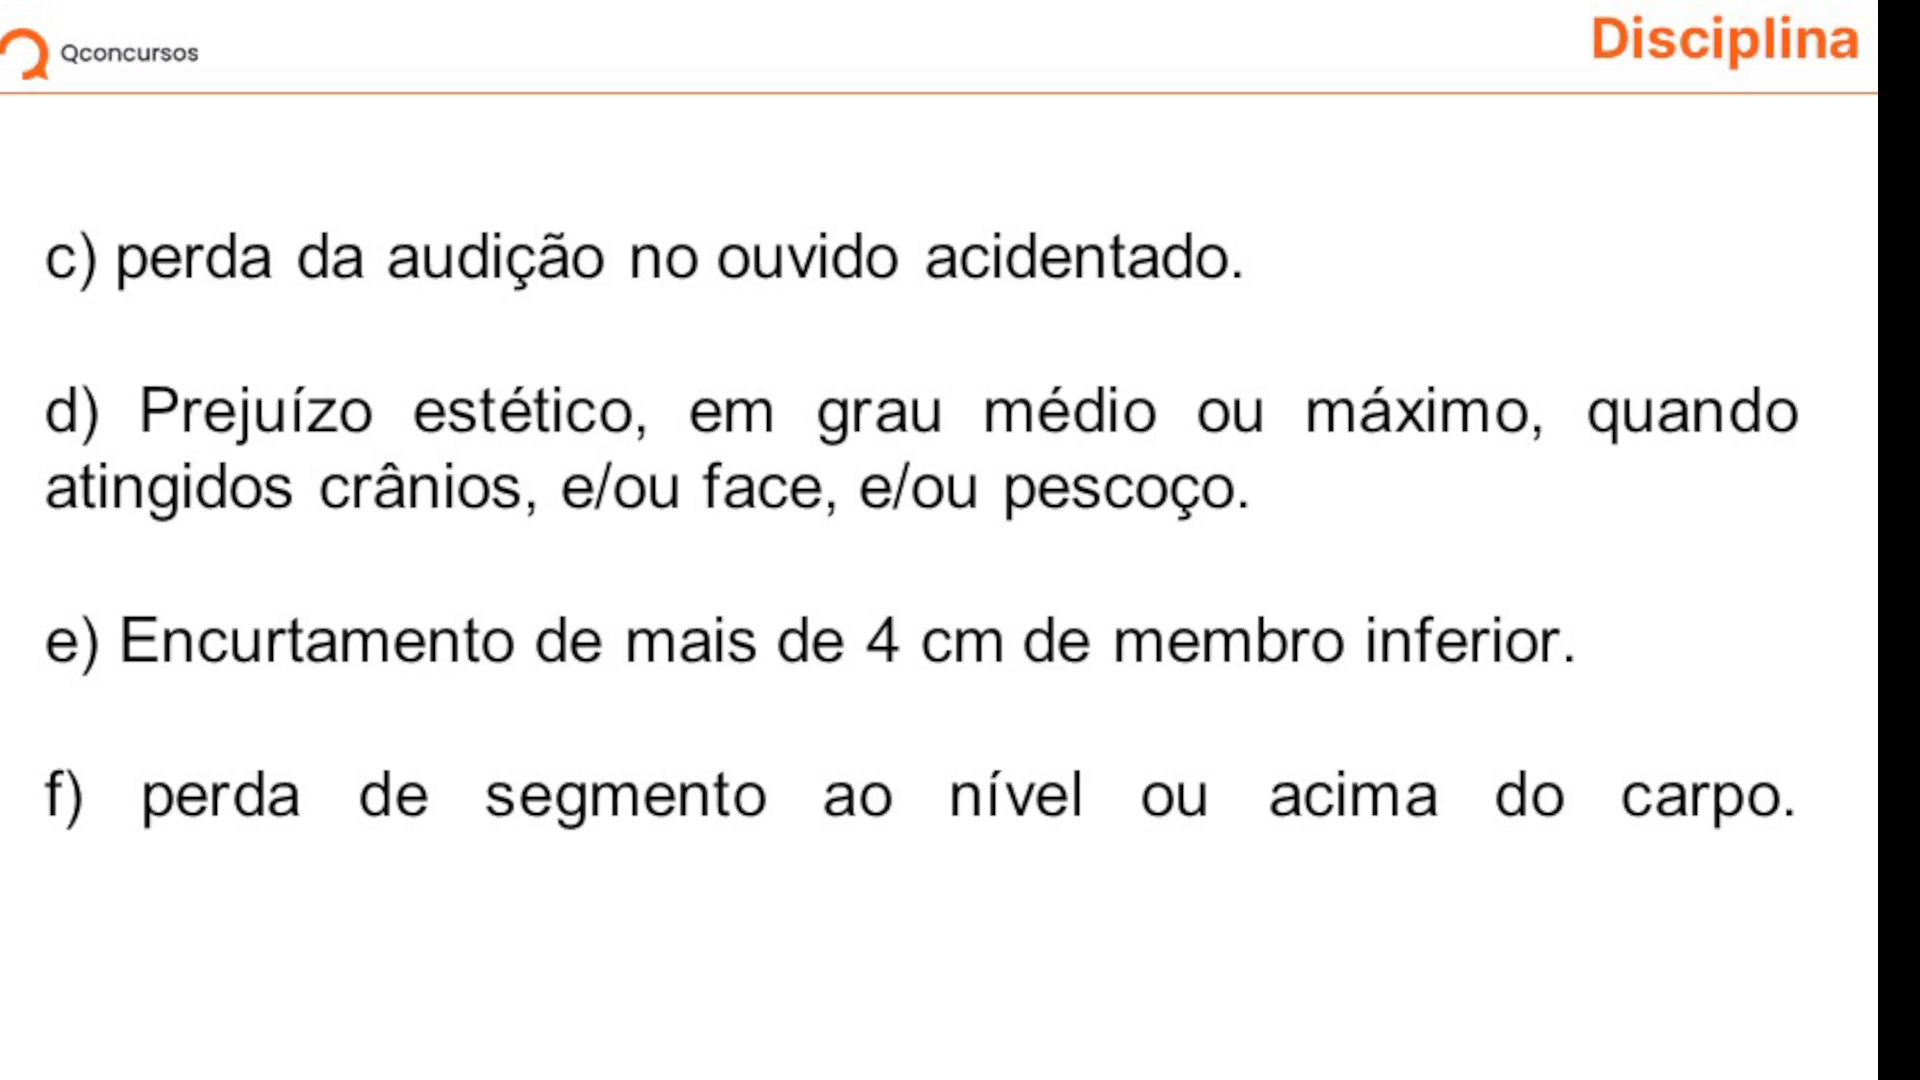 Qconcursos
Disciplina
c) perda da audição no ouvido acidentado.
d) Prejuízo estético, em grau médio ou máximo, quando
atingidos crânios, e/ou face, e/ou pescoço.
e) Encurtamento de mais de 4 cm de membro inferior.
f) perda de segmento ao nível ou acima do carpo.